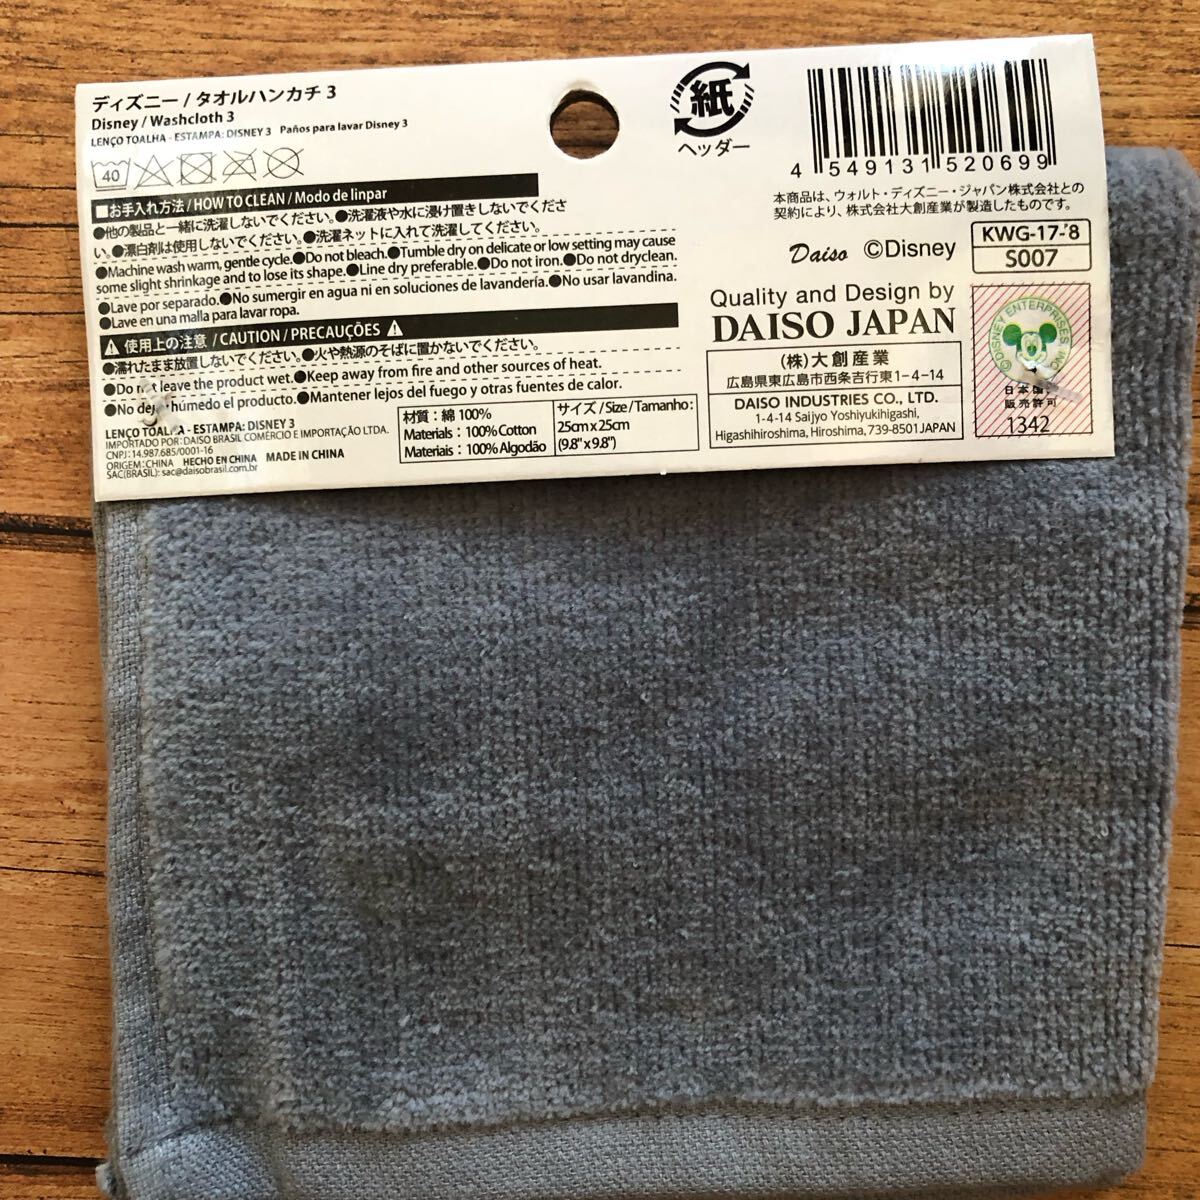 ディズニー / タオルハンカチ 3
Disney / Washcloth 3
LENÇO TOALHA - ESTAMPA: DISNEY 3 Paños para lavar Disney 3
40
■お手入れ方法 / HOW TO CLEAN / Modo de linpar
●他の製品と一緒に洗濯しないでください。●洗濯液や水に浸け置きしないでくださ
い。●漂白剤は使用しないでください。●洗濯ネットに入れて洗濯してください。
●Machine wash warm, gentle cycle.●Do not bleach.●Tumble dry on delicate or low setting may cause
some slight shrinkage and to lose its shape.●Line dry preferable.●Do not iron.●Do not dryclean.
●Lave por separado.●No sumergir en agua ni en soluciones de lavandería.●No usar lavandina.
●Lave en una malla para lavar ropa.
使用上の注意 / CAUTION / PRECAUÇÕES
●濡れたまま放置しないでください。●火や熱源のそばに置かないでください。
●Do not leave the product wet.●Keep away from fire and other sources of heat.
●No deje húmedo el producto.●Mantener lejos del fuego y otras fuentes de calor.
LENÇO TOALHA - ESTAMPA: DISNEY 3
IMPORTADO POR: DAISO BRASIL COMÉRCIO E IMPORTAÇÃO LTDA.
CNPJ: 14.987.685/0001-16
ORIGEM: CHINA HECHO EN CHINA MADE IN CHINA
SAC(BRASIL): sac@daisobrasil.com.br
材質：綿 100%
Materials : 100% Cotton
Materiais : 100% Algodão
サイズ / Size / Tamanho :
25cm x 25cm
(9.8" x 9.8")
紙
ヘッダー
4 549131 520699
本商品は、ウォルト・ディズニー・ジャパン株式会社との
契約により、株式会社大創産業が製造したものです。
Daiso ©Disney
KWG-17-'8
S007
Quality and Design by
DAISO JAPAN
(株)大創産業
広島県東広島市西条吉行東1-4-14
DAISO INDUSTRIES CO., LTD.
1-4-14 Saijyo Yoshiyukihigashi,
Higashihiroshima, Hiroshima, 739-8501 JAPAN
©DISNEY ENTERPRISES INC.
日本
販売許可
1342